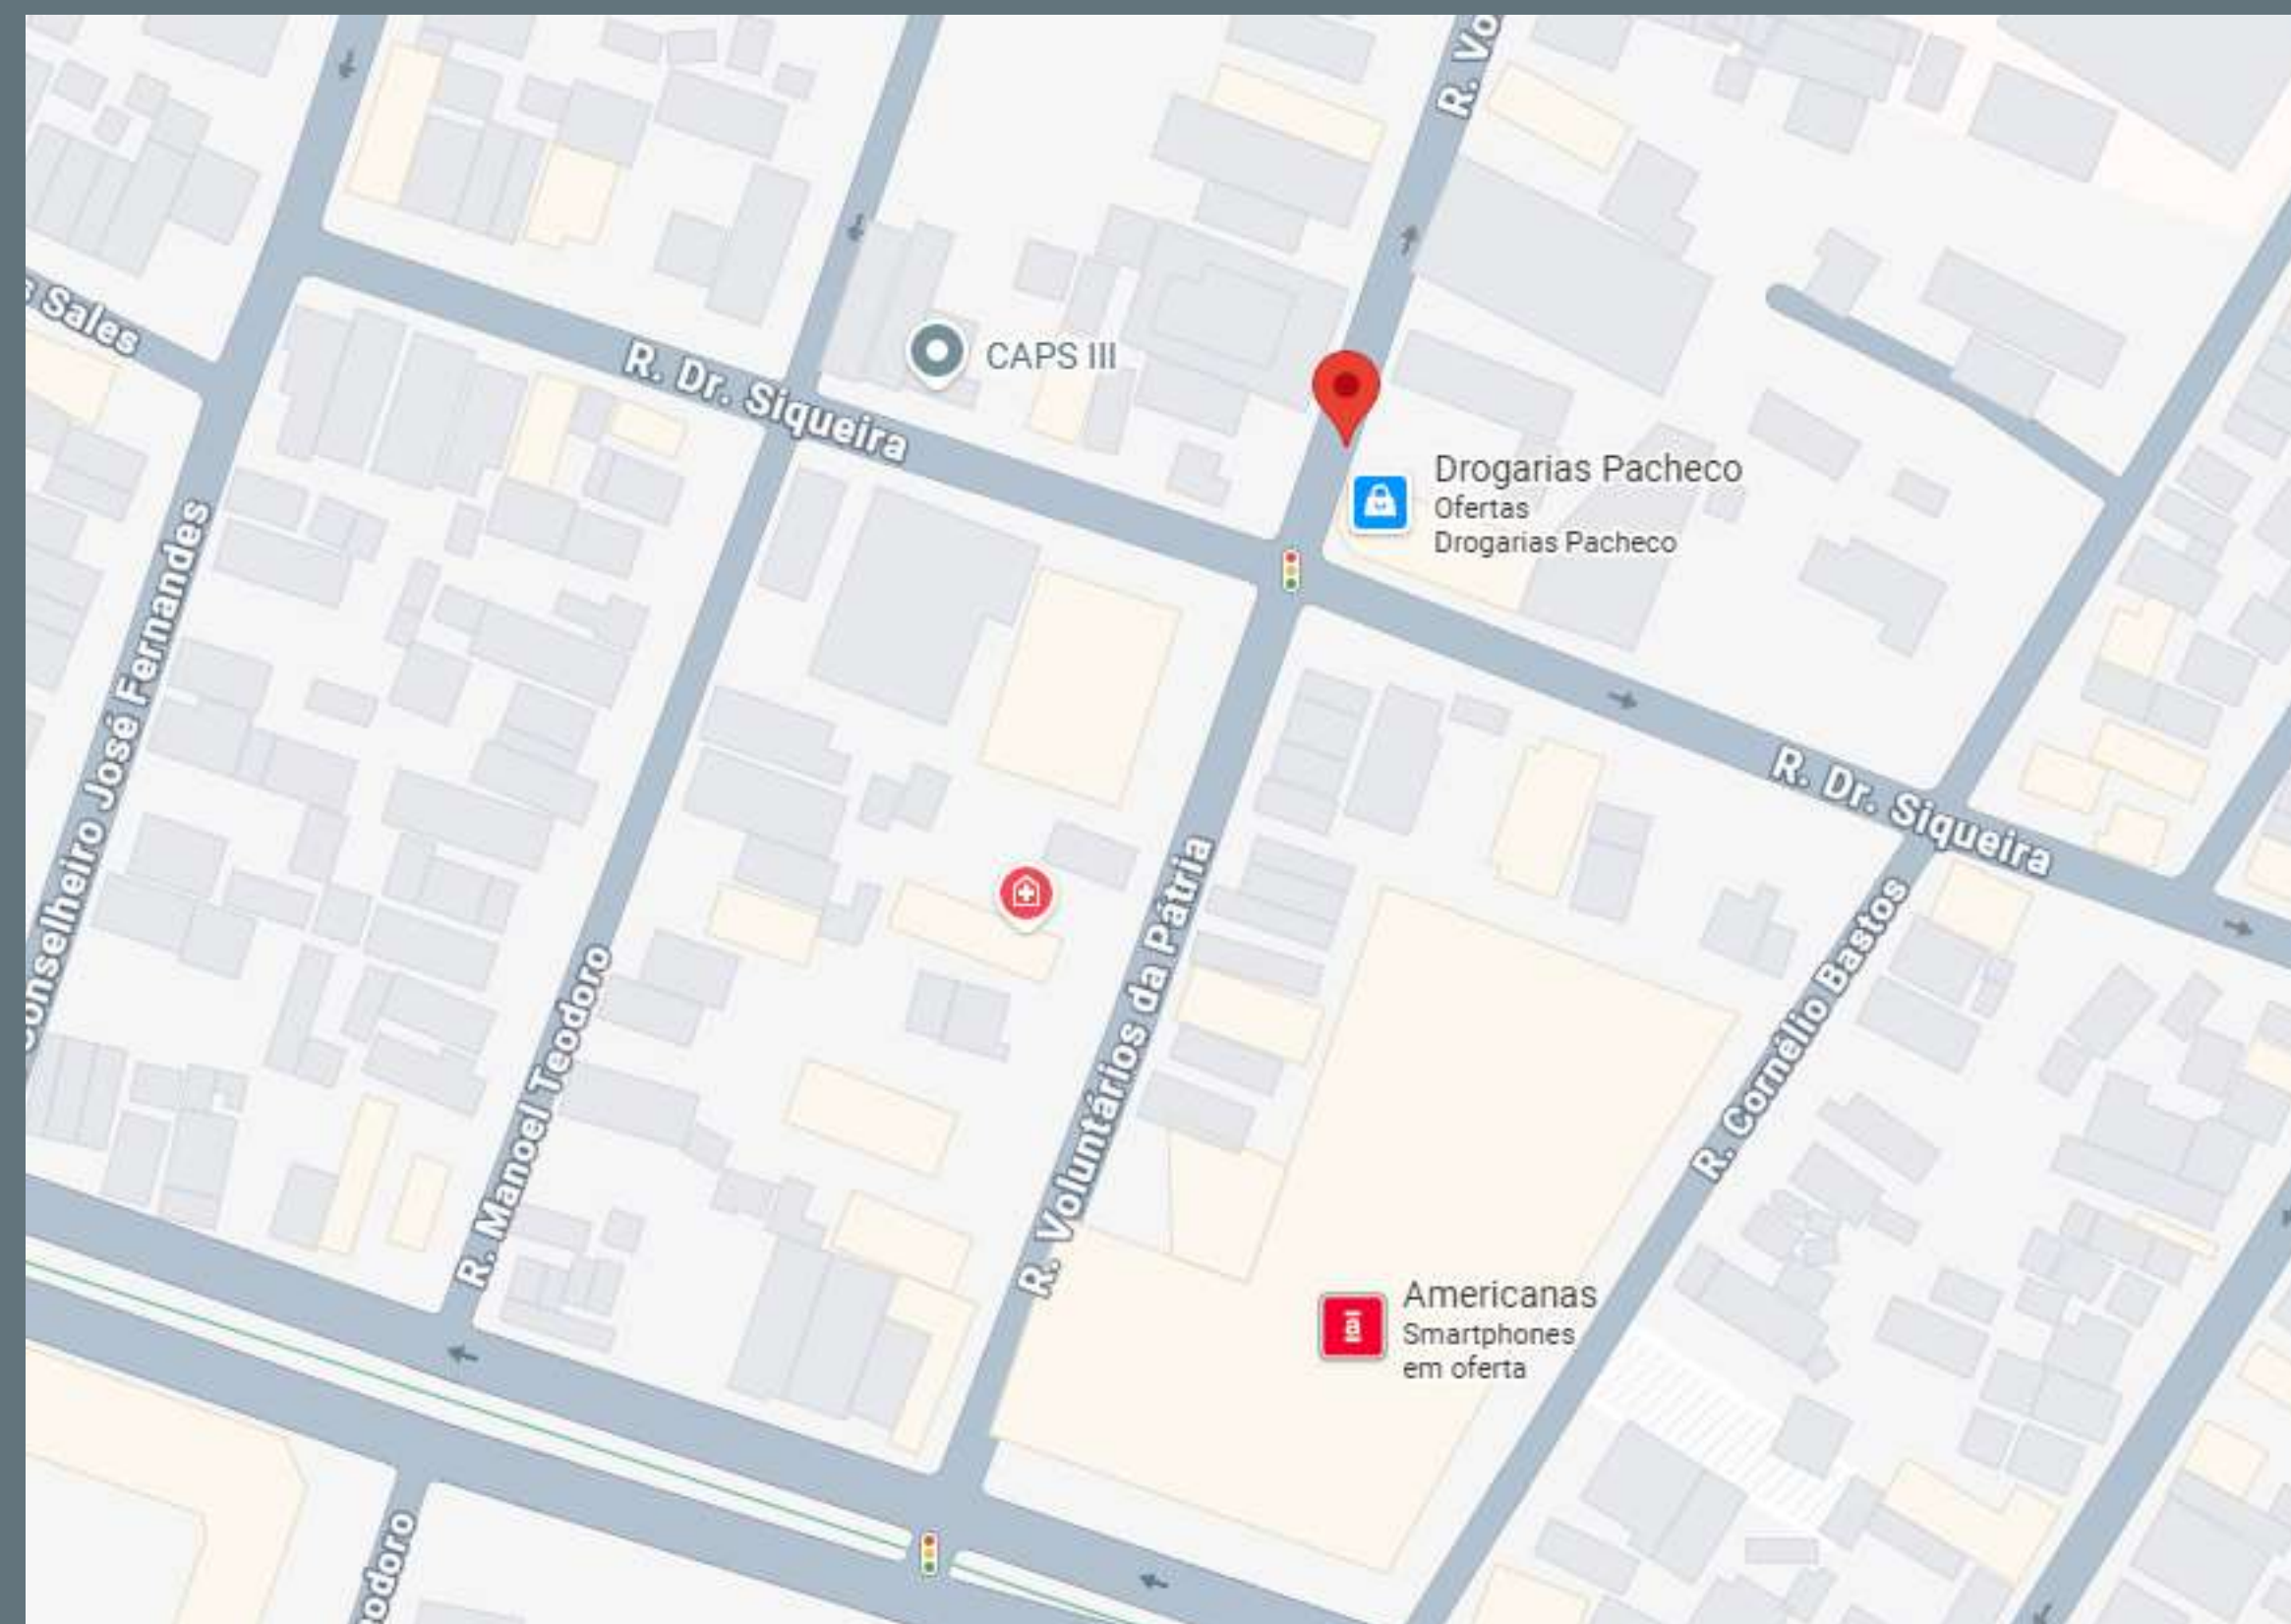 R. Vo
Sales
R. Dr. Siqueira
CAPS III
Drogarias Pacheco
Ofertas
Drogarias Pacheco
Conselheiro José Fernandes
R. Dr. Siqueira
R. Voluntários da Pátria
R. Cornélio Bastos
R. Manoel Teodoro
Americanas
Smartphones
em oferta
odoro